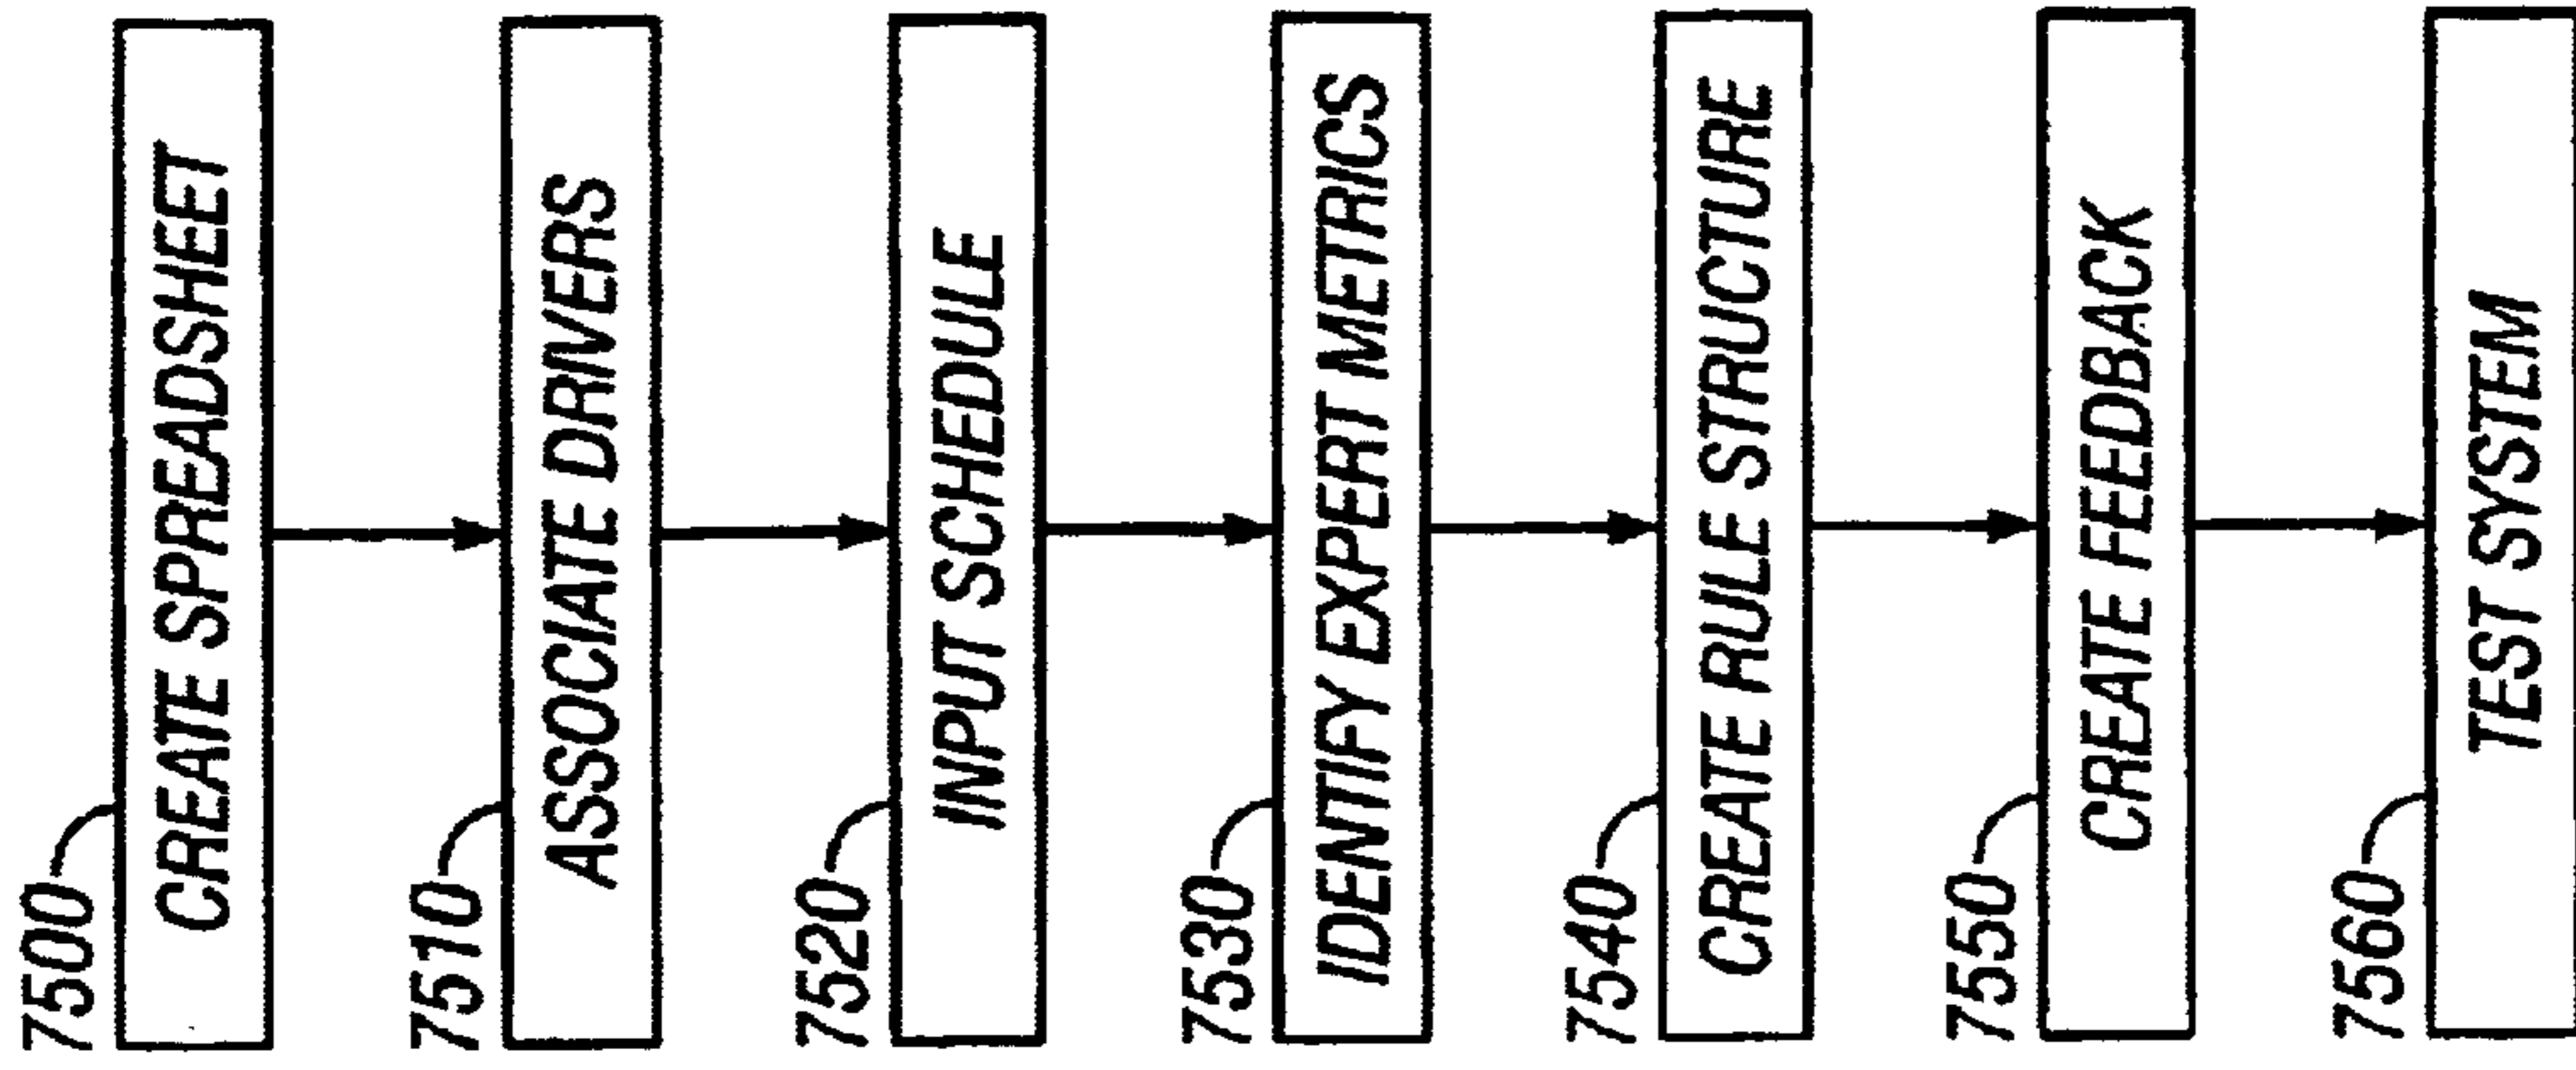 7500
CREATE SPREADSHEET
7510
ASSOCIATE DRIVERS
7520
INPUT SCHEDULE
7530
IDENTIFY EXPERT METRICS
7540
CREATE RULE STRUCTURE
7550
CREATE FEEDBACK
7560
TEST SYSTEM